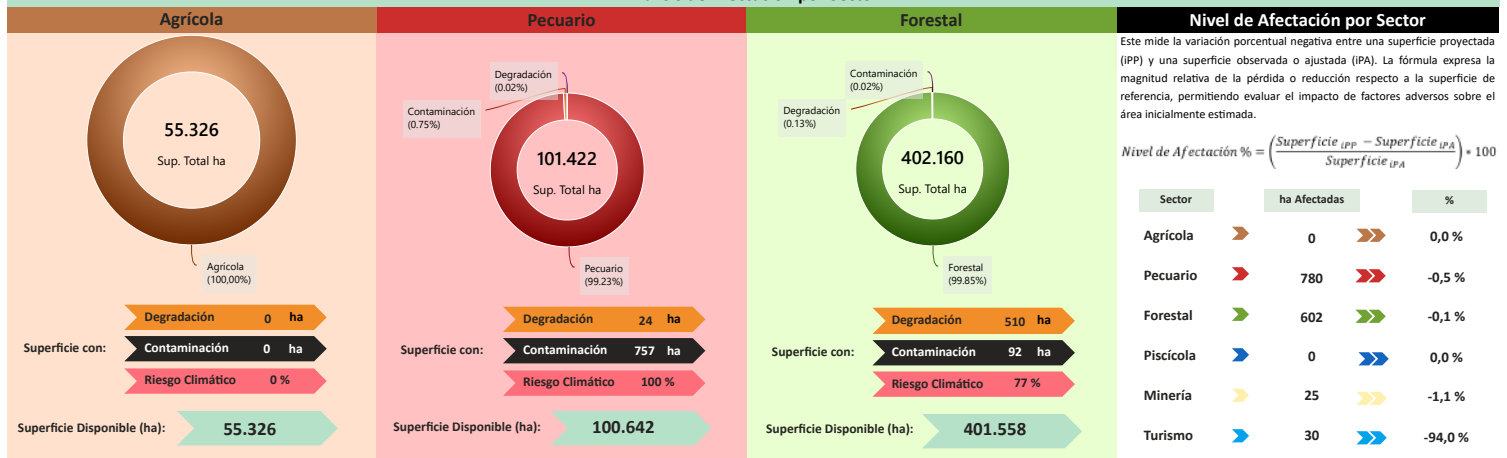 Agrícola
55.326
Sup. Total ha
Agrícola
(100,00%)
Superficie con:
Degradación 0 ha
Contaminación 0 ha
Riesgo Climático 0 %
Superficie Disponible (ha): 55.326
Pecuario
Degradación
(0.02%)
Contaminación
(0.75%)
101.422
Sup. Total ha
Pecuario
(99.23%)
Superficie con:
Degradación 24 ha
Contaminación 757 ha
Riesgo Climático 100 %
Superficie Disponible (ha): 100.642
Forestal
Contaminación
(0.02%)
Degradación
(0.13%)
402.160
Sup. Total ha
Forestal
(99.85%)
Superficie con:
Degradación 510 ha
Contaminación 92 ha
Riesgo Climático 77 %
Superficie Disponible (ha): 401.558
Nivel de Afectación por Sector
Este mide la variación porcentual negativa entre una superficie proyectada
(iPP) y una superficie observada o ajustada (iPA). La fórmula expresa la
magnitud relativa de la pérdida o reducción respecto a la superficie de
referencia, permitiendo evaluar el impacto de factores adversos sobre el
área inicialmente estimada.
Nivel de Afectación % = (Superficie iPP − Superficie iPA / Superficie iPA) * 100
Sector ha Afectadas %
Agrícola 0 0,0 %
Pecuario 780 -0,5 %
Forestal 602 -0,1 %
Piscícola 0 0,0 %
Minería 25 -1,1 %
Turismo 30 -94,0 %